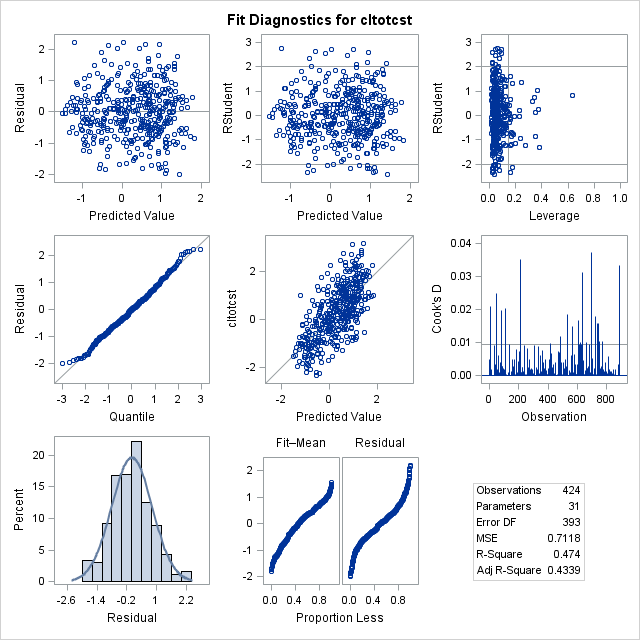 Fit Diagnostics for cltotcst
Residual
2
1
0
-1
-2
-1 0 1 2
Predicted Value
RStudent
3
2
1
0
-1
-2
-1 0 1 2
Predicted Value
RStudent
3
2
1
0
-1
-2
0.0 0.2 0.4 0.6 0.8 1.0
Leverage
Residual
2
1
0
-1
-2
-3 -2 -1 0 1 2 3
Quantile
cltotcst
2
0
-2
-2 0 2
Predicted Value
Cook's D
0.04
0.03
0.02
0.01
0.00
0 200 400 600 800
Observation
Percent
20
15
10
5
0
-2.6 -1.4 -0.2 1 2.2
Residual
Fit–Mean Residual
2
1
0
-1
-2
0.0 0.4 0.8 0.0 0.4 0.8
Proportion Less
Observations 424
Parameters 31
Error DF 393
MSE 0.7118
R-Square 0.474
Adj R-Square 0.4339